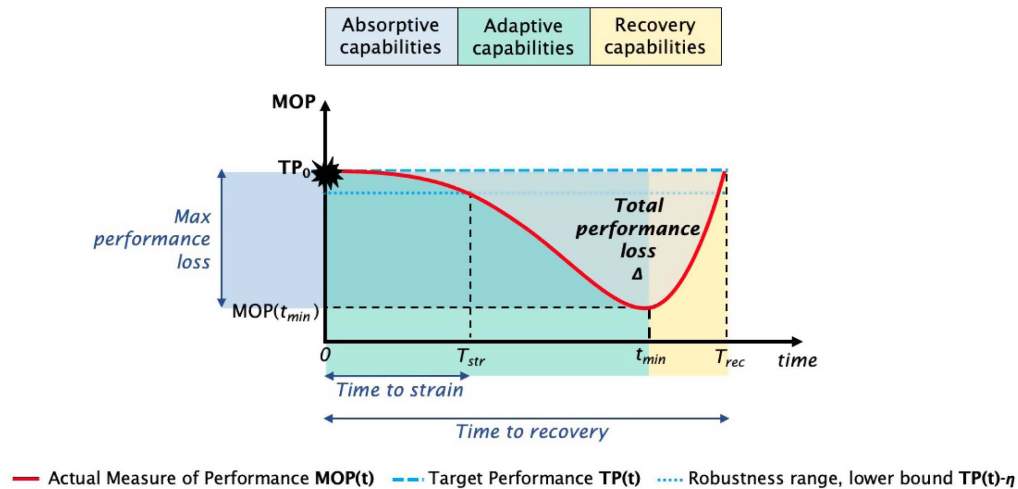 Absorptive capabilities
Adaptive capabilities
Recovery capabilities
MOP
TP₀
Max
performance
loss
Total
performance
loss
Δ
MOP(tₘᵢₙ)
0
Tₛₜᵣ
tₘᵢₙ
T_rec
time
Time to strain
Time to recovery
Actual Measure of Performance MOP(t)
Target Performance TP(t)
Robustness range, lower bound TP(t)-η